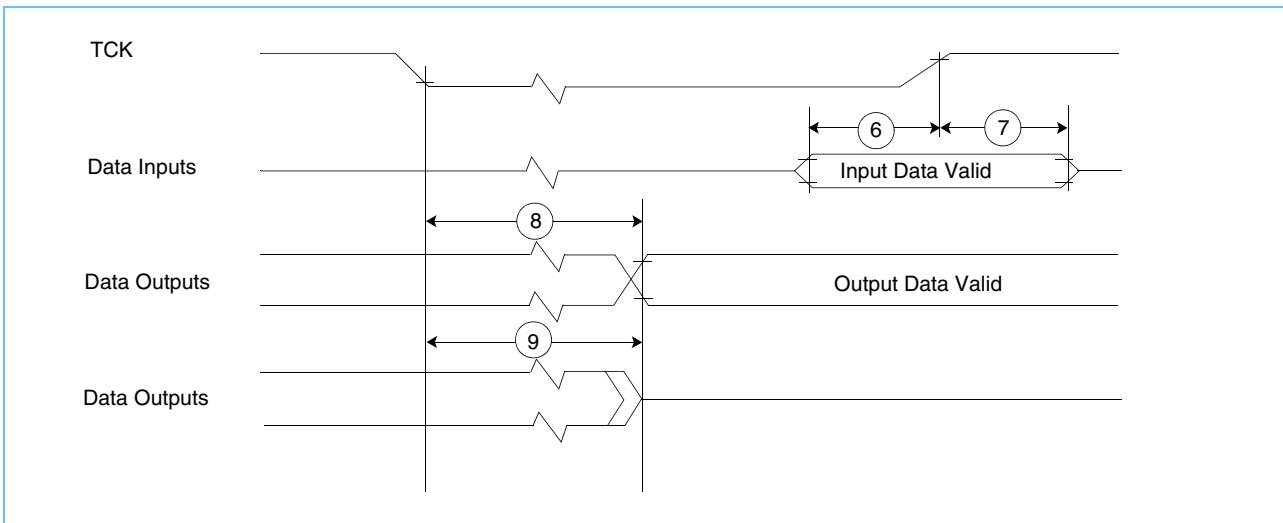 TCK
6
7
Data Inputs
Input Data Valid
8
Data Outputs
Output Data Valid
9
Data Outputs